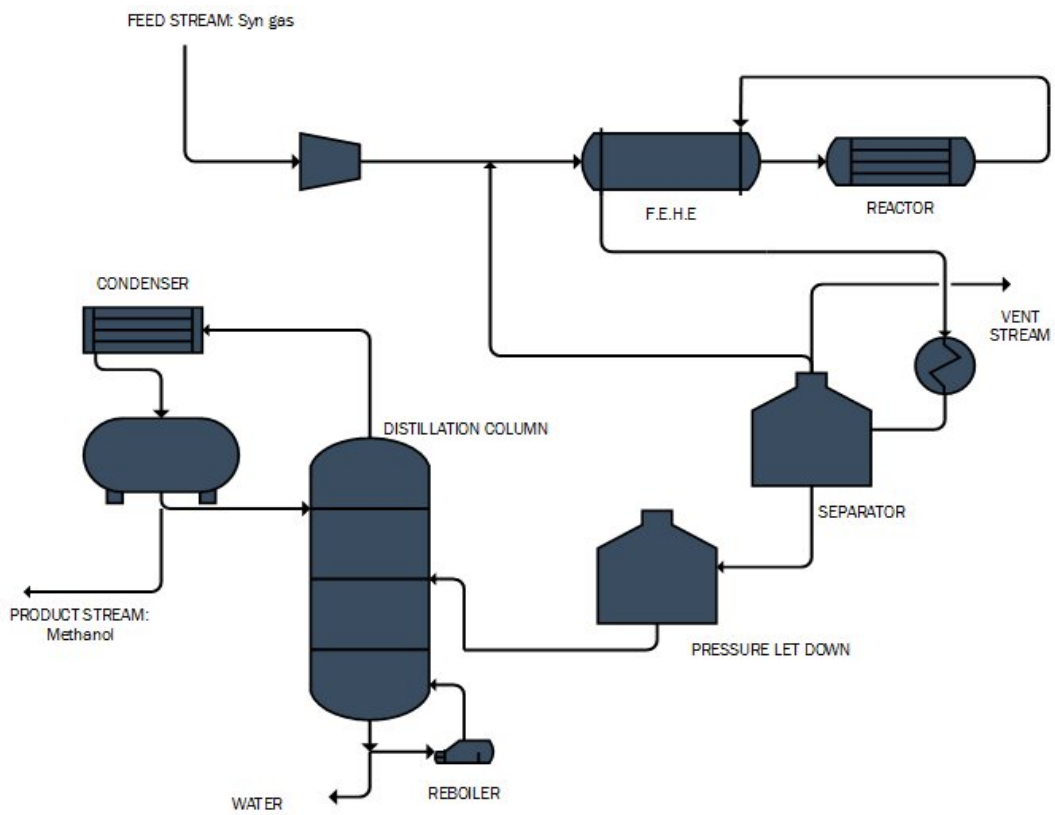 FEED STREAM: Syn gas
F.E.H.E
REACTOR
CONDENSER
VENT
STREAM
DISTILLATION COLUMN
SEPARATOR
PRODUCT STREAM:
Methanol
PRESSURE LET DOWN
REBOILER
WATER